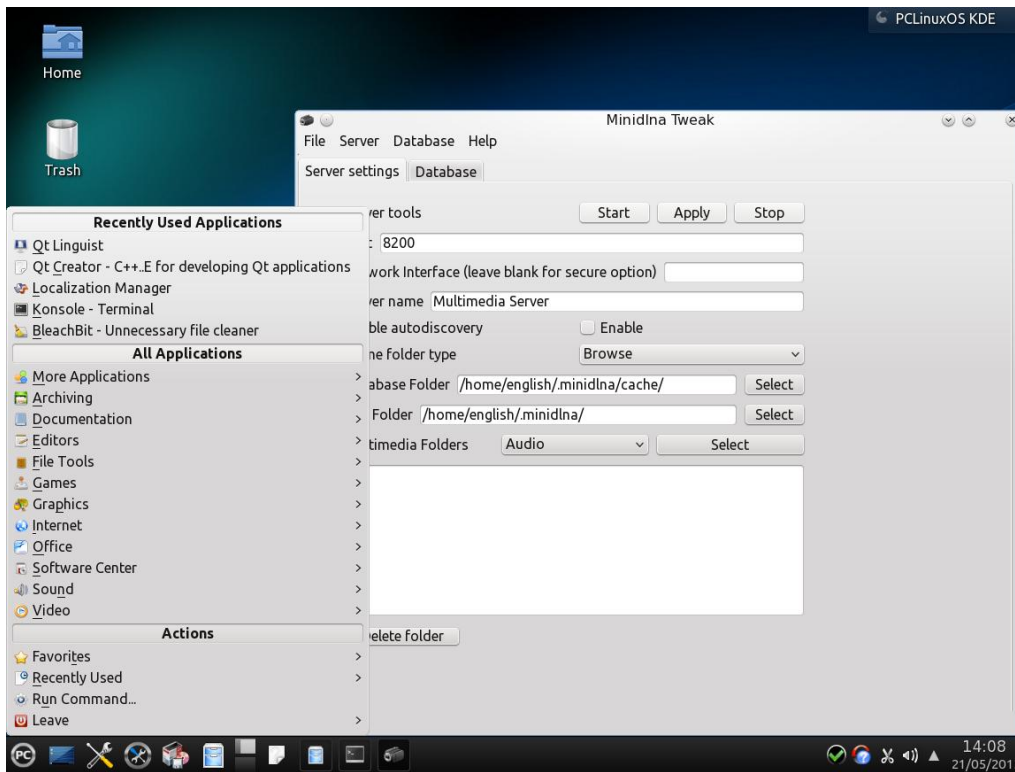 PCLinuxOS KDE
Home
Trash
Minidlna Tweak
File Server Database Help
Server settings Database
ver tools Start Apply Stop
: 8200
work Interface (leave blank for secure option)
ver name Multimedia Server
ble autodiscovery Enable
me folder type Browse
abase Folder /home/english/.minidlna/cache/ Select
Folder /home/english/.minidlna/ Select
timedia Folders Audio Select
elete folder
Recently Used Applications
Qt Linguist
Qt Creator - C++..E for developing Qt applications
Localization Manager
Konsole - Terminal
BleachBit - Unnecessary file cleaner
All Applications
More Applications
Archiving
Documentation
Editors
File Tools
Games
Graphics
Internet
Office
Software Center
Sound
Video
Actions
Favorites
Recently Used
Run Command...
Leave
PC
14:08
21/05/201